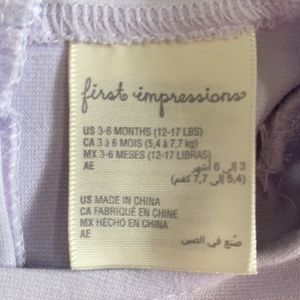 first impressions
US 3-6 MONTHS (12-17 LBS)
CA 3 à 6 MOIS (5,4 à 7,7 kg)
MX 3-6 MESES (12-17 LIBRAS)
AE 3 إلى 6 أشهر
(5,4 إلى 7,7 كغم)
US MADE IN CHINA
CA FABRIQUÉ EN CHINE
MX HECHO EN CHINA
AE صنع في الصين